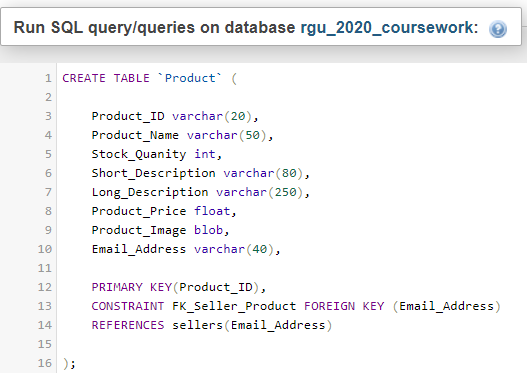 Run SQL query/queries on database rgu_2020_coursework:
1 CREATE TABLE `Product` (
2
3 Product_ID varchar(20),
4 Product_Name varchar(50),
5 Stock_Quanity int,
6 Short_Description varchar(80),
7 Long_Description varchar(250),
8 Product_Price float,
9 Product_Image blob,
10 Email_Address varchar(40),
11
12 PRIMARY KEY(Product_ID),
13 CONSTRAINT FK_Seller_Product FOREIGN KEY (Email_Address)
14 REFERENCES sellers(Email_Address)
15
16 );